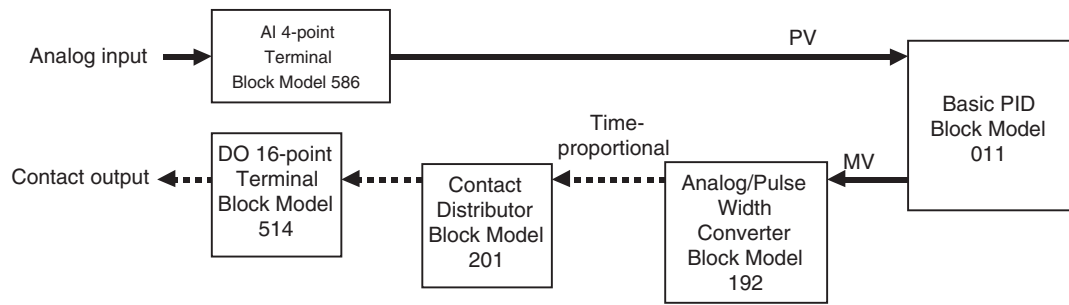 Analog input
AI 4-point
Terminal
Block Model 586
PV
Basic PID
Block Model
011
MV
Time-
proportional
Analog/Pulse
Width
Converter
Block Model
192
Contact
Distributor
Block Model
201
DO 16-point
Terminal
Block Model
514
Contact output